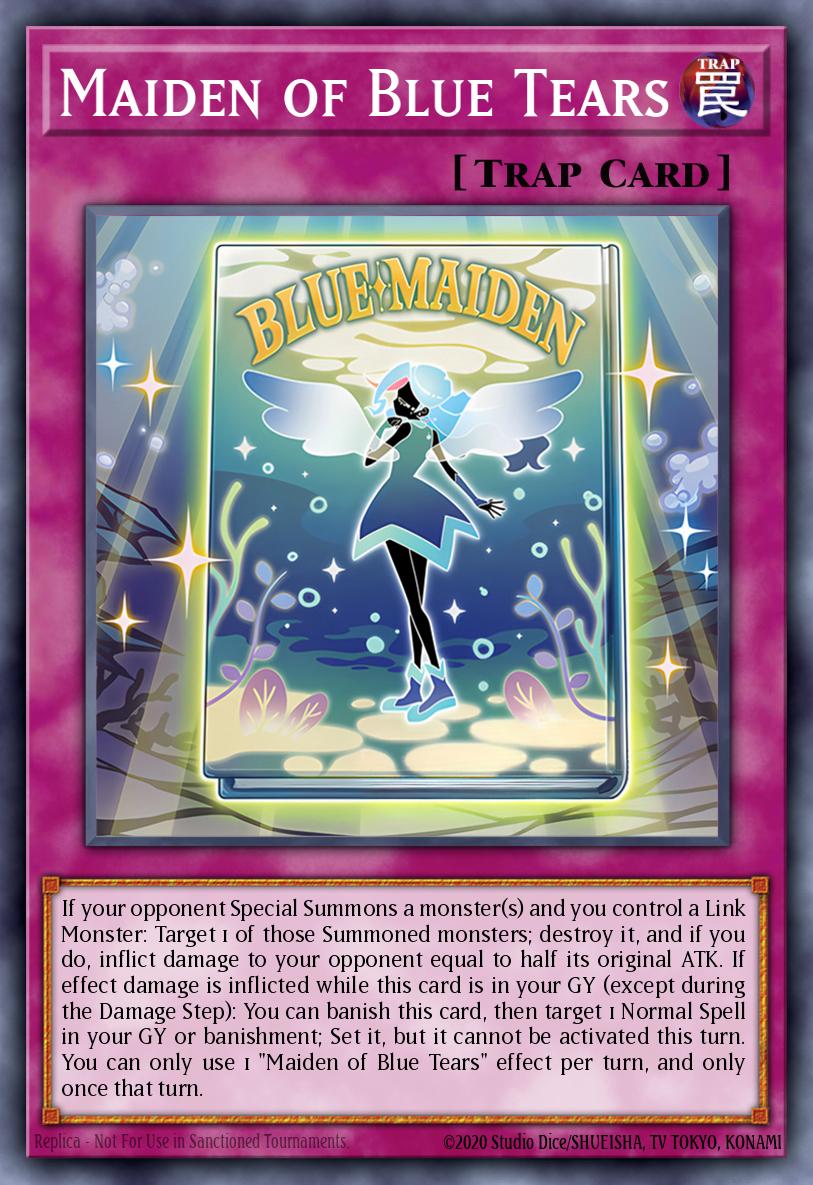 MAIDEN OF BLUE TEARS
TRAP
罠
[TRAP CARD]
BLUE MAIDEN
If your opponent Special Summons a monster(s) and you control a Link
Monster: Target 1 of those Summoned monsters; destroy it, and if you
do, inflict damage to your opponent equal to half its original ATK. If
effect damage is inflicted while this card is in your GY (except during
the Damage Step): You can banish this card, then target 1 Normal Spell
in your GY or banishment; Set it, but it cannot be activated this turn.
You can only use 1 "Maiden of Blue Tears" effect per turn, and only
once that turn.
Replica - Not For Use in Sanctioned Tournaments.
©2020 Studio Dice/SHUEISHA, TV TOKYO, KONAMI